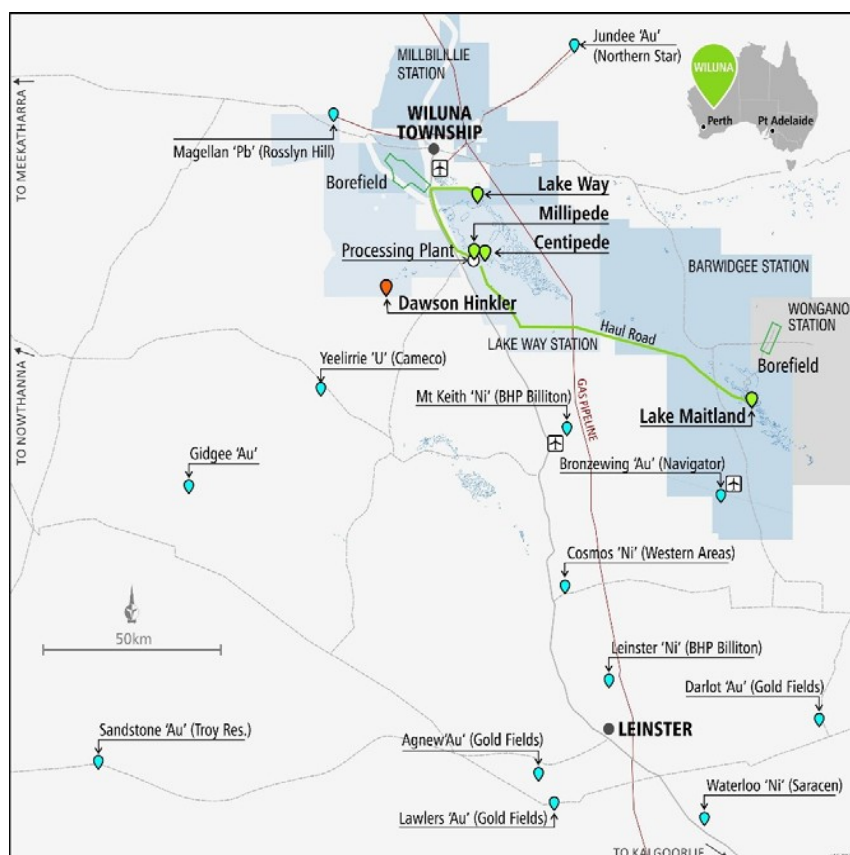 Jundee 'Au'
(Northern Star)
MILLBILILLIE
STATION
WILUNA
Perth
Pt Adelaide
TO MEEKATHARRA
WILUNA
TOWNSHIP
Magellan 'Pb' (Rosslyn Hill)
Borefield
Lake Way
Millipede
Processing Plant
Centipede
BARWIDGEE STATION
Dawson Hinkler
WONGANO
STATION
Haul Road
LAKE WAY STATION
Borefield
TO NOWTHANNA
Yeelirrie 'U' (Cameco)
GAS PIPELINE
Mt Keith 'Ni' (BHP Billiton)
Lake Maitland
Gidgee 'Au'
Bronzewing 'Au' (Navigator)
Cosmos 'Ni' (Western Areas)
50km
Leinster 'Ni' (BHP Billiton)
Darlot 'Au' (Gold Fields)
Sandstone 'Au' (Troy Res.)
LEINSTER
Agnew'Au' (Gold Fields)
Waterloo 'Ni' (Saracen)
Lawlers 'Au' (Gold Fields)
TO KALGOORLIE